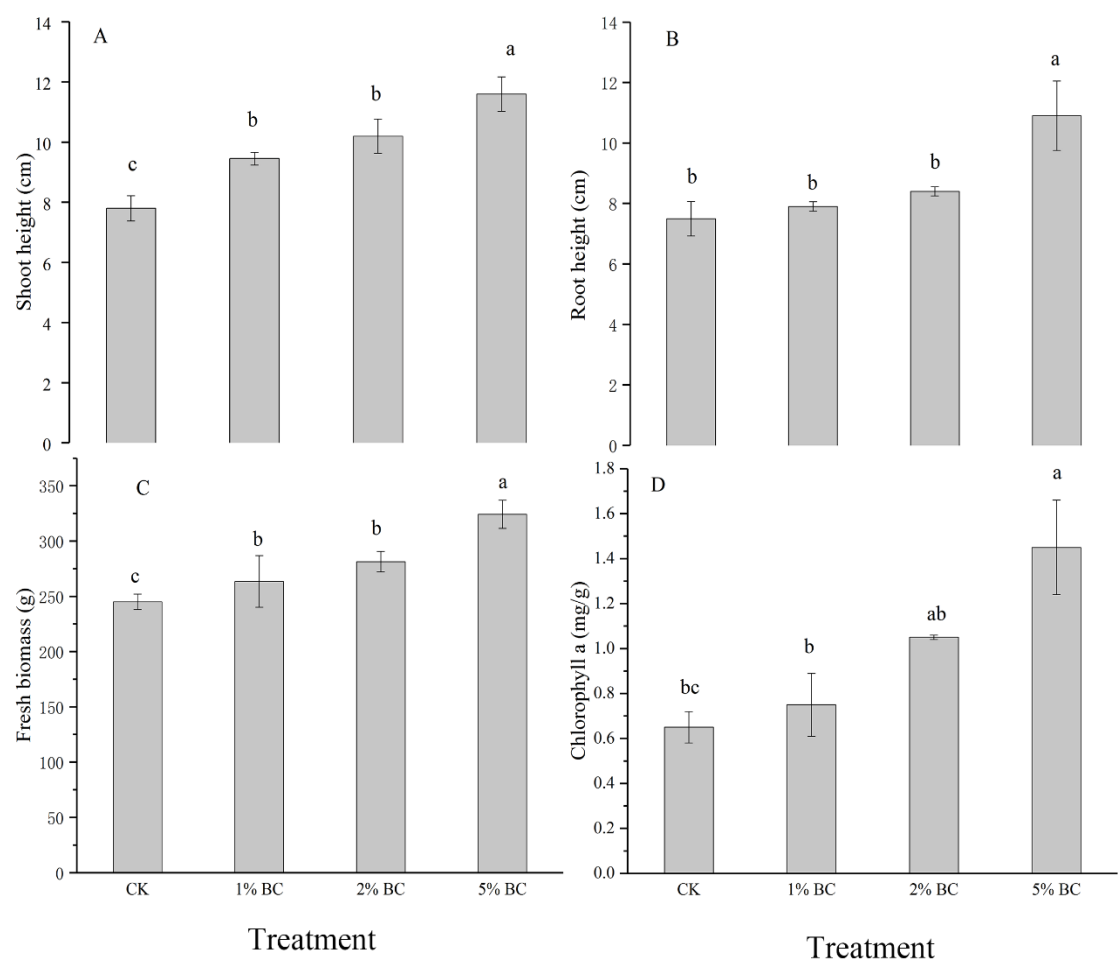 A
Shoot height (cm)
14
12
10
8
6
4
2
0
c
b
b
a
B
Root height (cm)
14
12
10
8
6
4
2
0
b
b
b
a
C
Fresh biomass (g)
350
300
250
200
150
100
50
0
c
b
b
a
CK
1% BC
2% BC
5% BC
Treatment
D
Chlorophyll a (mg/g)
1.8
1.6
1.4
1.2
1.0
0.8
0.6
0.4
0.2
0.0
bc
b
ab
a
CK
1% BC
2% BC
5% BC
Treatment